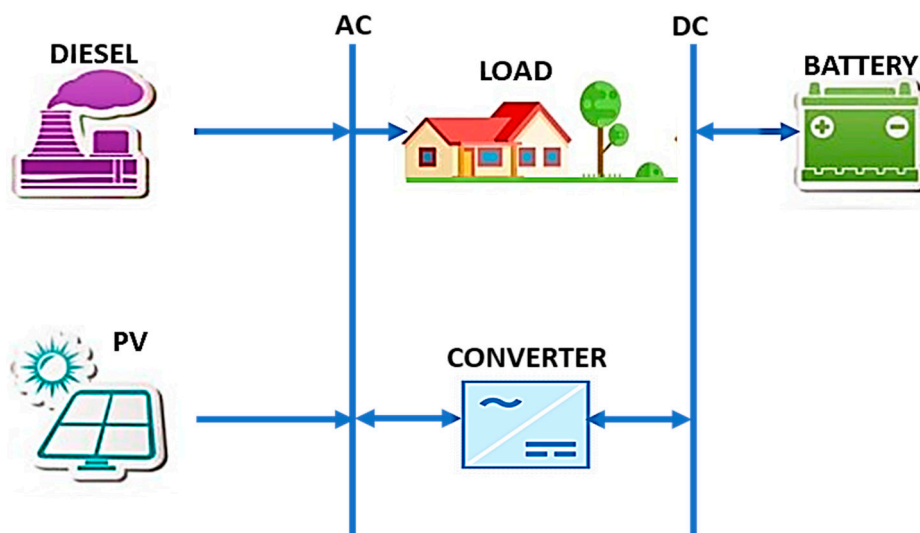 AC
DC
DIESEL
LOAD
BATTERY
PV
CONVERTER